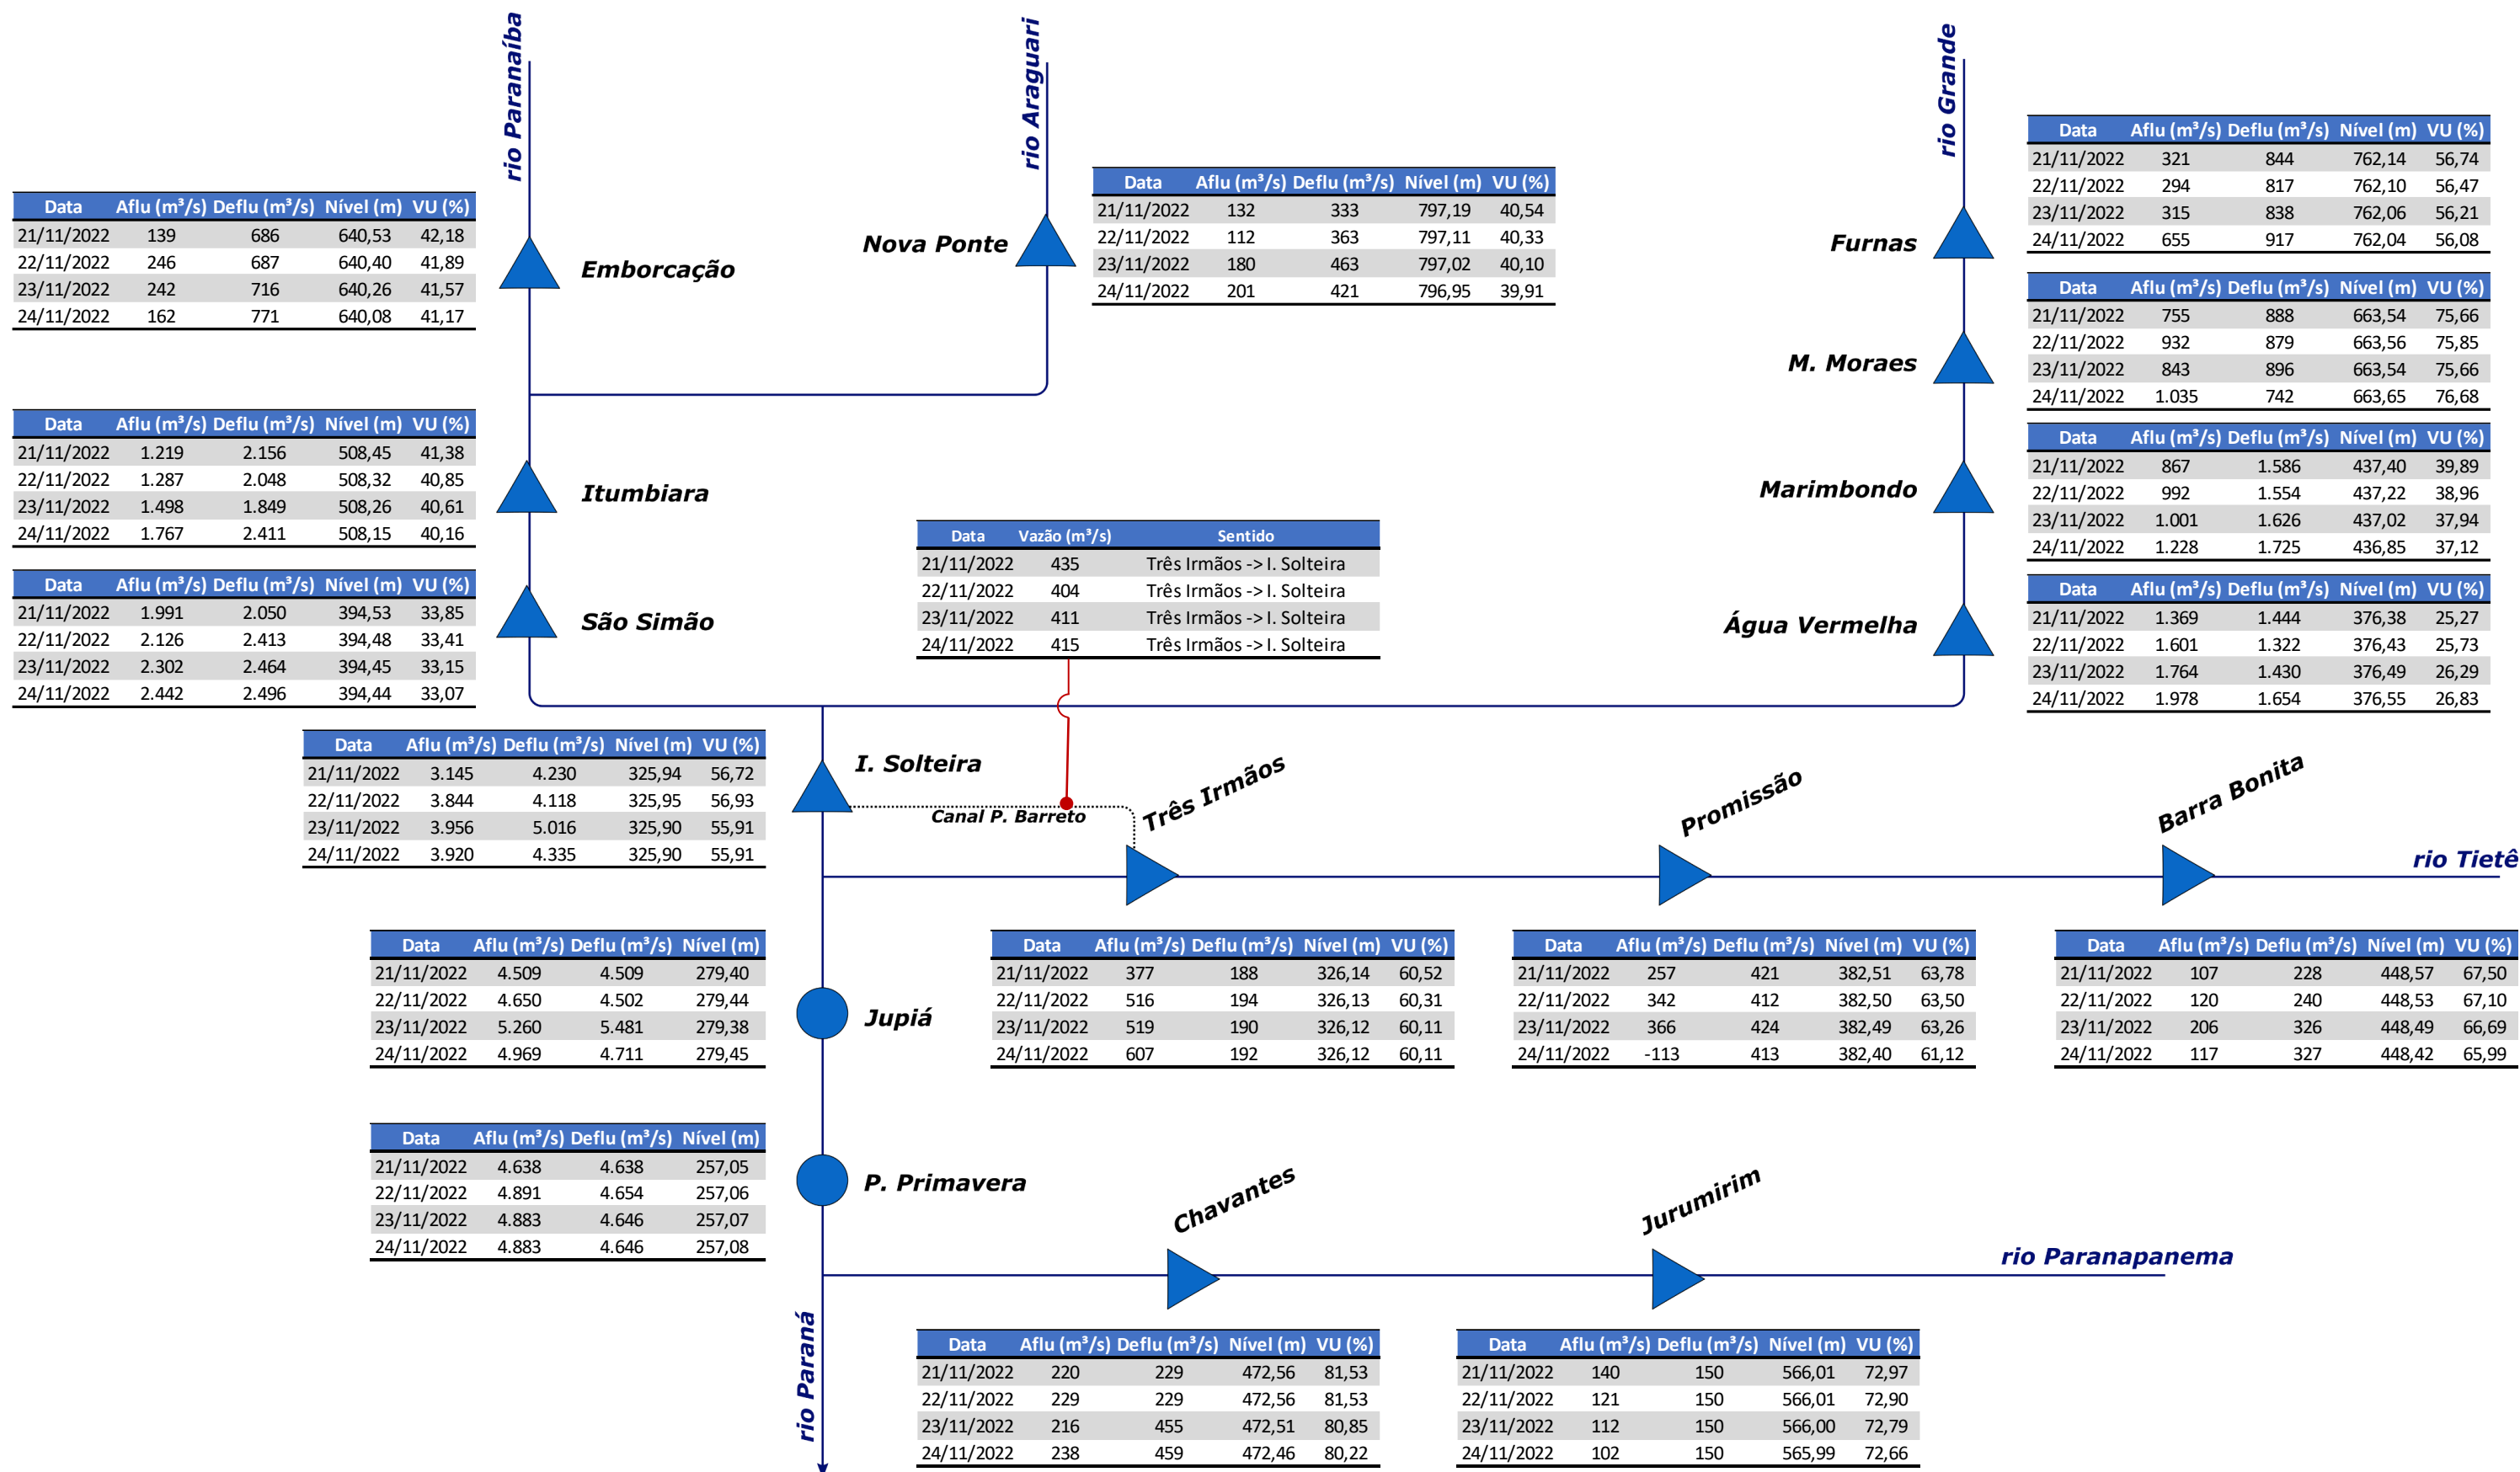 rio Paranaíba
rio Araguari
rio Grande
Data Aflu (m³/s) Deflu (m³/s) Nível (m) VU (%)
21/11/2022 139 686 640,53 42,18
22/11/2022 246 687 640,40 41,89
23/11/2022 242 716 640,26 41,57
24/11/2022 162 771 640,08 41,17
Emborcação
Nova Ponte
Data Aflu (m³/s) Deflu (m³/s) Nível (m) VU (%)
21/11/2022 132 333 797,19 40,54
22/11/2022 112 363 797,11 40,33
23/11/2022 180 463 797,02 40,10
24/11/2022 201 421 796,95 39,91
Furnas
Data Aflu (m³/s) Deflu (m³/s) Nível (m) VU (%)
21/11/2022 321 844 762,14 56,74
22/11/2022 294 817 762,10 56,47
23/11/2022 315 838 762,06 56,21
24/11/2022 655 917 762,04 56,08
M. Moraes
Data Aflu (m³/s) Deflu (m³/s) Nível (m) VU (%)
21/11/2022 755 888 663,54 75,66
22/11/2022 932 879 663,56 75,85
23/11/2022 843 896 663,54 75,66
24/11/2022 1.035 742 663,65 76,68
Data Aflu (m³/s) Deflu (m³/s) Nível (m) VU (%)
21/11/2022 1.219 2.156 508,45 41,38
22/11/2022 1.287 2.048 508,32 40,85
23/11/2022 1.498 1.849 508,26 40,61
24/11/2022 1.767 2.411 508,15 40,16
Itumbiara
Marimbondo
Data Aflu (m³/s) Deflu (m³/s) Nível (m) VU (%)
21/11/2022 867 1.586 437,40 39,89
22/11/2022 992 1.554 437,22 38,96
23/11/2022 1.001 1.626 437,02 37,94
24/11/2022 1.228 1.725 436,85 37,12
Data Aflu (m³/s) Deflu (m³/s) Nível (m) VU (%)
21/11/2022 1.991 2.050 394,53 33,85
22/11/2022 2.126 2.413 394,48 33,41
23/11/2022 2.302 2.464 394,45 33,15
24/11/2022 2.442 2.496 394,44 33,07
São Simão
Data Vazão (m³/s) Sentido
21/11/2022 435 Três Irmãos -> I. Solteira
22/11/2022 404 Três Irmãos -> I. Solteira
23/11/2022 411 Três Irmãos -> I. Solteira
24/11/2022 415 Três Irmãos -> I. Solteira
Água Vermelha
Data Aflu (m³/s) Deflu (m³/s) Nível (m) VU (%)
21/11/2022 1.369 1.444 376,38 25,27
22/11/2022 1.601 1.322 376,43 25,73
23/11/2022 1.764 1.430 376,49 26,29
24/11/2022 1.978 1.654 376,55 26,83
Data Aflu (m³/s) Deflu (m³/s) Nível (m) VU (%)
21/11/2022 3.145 4.230 325,94 56,72
22/11/2022 3.844 4.118 325,95 56,93
23/11/2022 3.956 5.016 325,90 55,91
24/11/2022 3.920 4.335 325,90 55,91
I. Solteira
Canal P. Barreto
Três Irmãos
Promissão
Barra Bonita
rio Tietê
Data Aflu (m³/s) Deflu (m³/s) Nível (m)
21/11/2022 4.509 4.509 279,40
22/11/2022 4.650 4.502 279,44
23/11/2022 5.260 5.481 279,38
24/11/2022 4.969 4.711 279,45
Jupiá
Data Aflu (m³/s) Deflu (m³/s) Nível (m) VU (%)
21/11/2022 377 188 326,14 60,52
22/11/2022 516 194 326,13 60,31
23/11/2022 519 190 326,12 60,11
24/11/2022 607 192 326,12 60,11
Data Aflu (m³/s) Deflu (m³/s) Nível (m) VU (%)
21/11/2022 257 421 382,51 63,78
22/11/2022 342 412 382,50 63,50
23/11/2022 366 424 382,49 63,26
24/11/2022 -113 413 382,40 61,12
Data Aflu (m³/s) Deflu (m³/s) Nível (m) VU (%)
21/11/2022 107 228 448,57 67,50
22/11/2022 120 240 448,53 67,10
23/11/2022 206 326 448,49 66,69
24/11/2022 117 327 448,42 65,99
Data Aflu (m³/s) Deflu (m³/s) Nível (m)
21/11/2022 4.638 4.638 257,05
22/11/2022 4.891 4.654 257,06
23/11/2022 4.883 4.646 257,07
24/11/2022 4.883 4.646 257,08
P. Primavera
Chavantes
Jurumirim
rio Paranapanema
rio Paraná
Data Aflu (m³/s) Deflu (m³/s) Nível (m) VU (%)
21/11/2022 220 229 472,56 81,53
22/11/2022 229 229 472,56 81,53
23/11/2022 216 455 472,51 80,85
24/11/2022 238 459 472,46 80,22
Data Aflu (m³/s) Deflu (m³/s) Nível (m) VU (%)
21/11/2022 140 150 566,01 72,97
22/11/2022 121 150 566,01 72,90
23/11/2022 112 150 566,00 72,79
24/11/2022 102 150 565,99 72,66